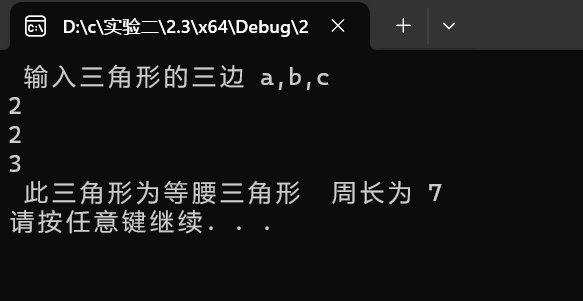 D:\c\实验二\2.3\x64\Debug\2
输入三角形的三边 a,b,c
2
2
3
此三角形为等腰三角形  周长为 7
请按任意键继续. . .